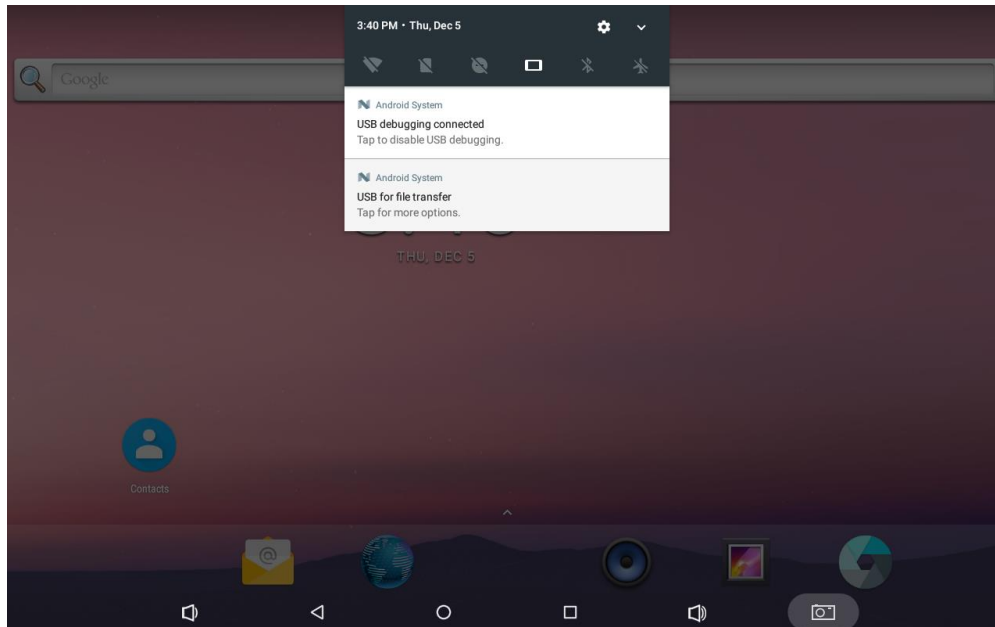 3:40 PM • Thu, Dec 5
Google
Android System
USB debugging connected
Tap to disable USB debugging.
Android System
USB for file transfer
Tap for more options.
THU, DEC 5
Contacts
@